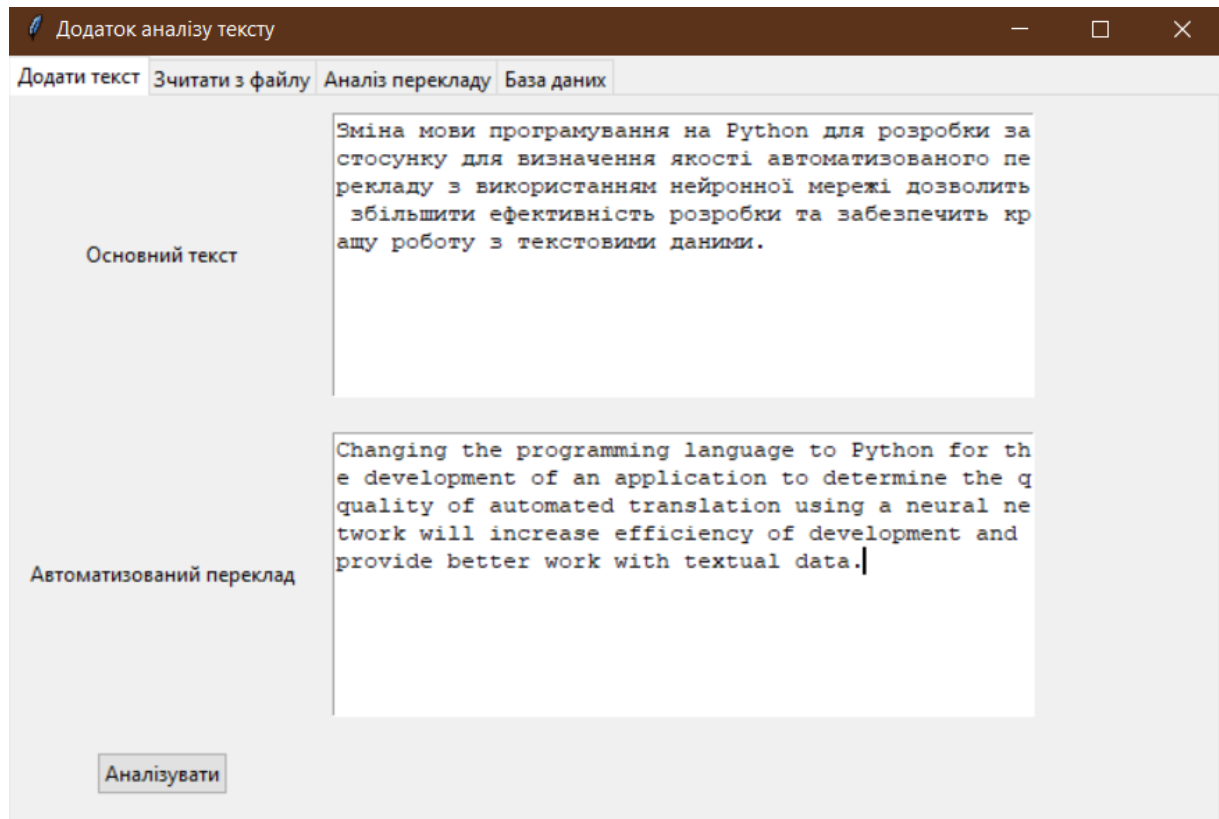 Додаток аналізу тексту
Додати текст Зчитати з файлу Аналіз перекладу База даних
Основний текст
Зміна мови програмування на Python для розробки за
стосунку для визначення якості автоматизованого пе
рекладу з використанням нейронної мережі дозволить
збільшити ефективність розробки та забезпечить кр
ащу роботу з текстовими даними.
Автоматизований переклад
Changing the programming language to Python for th
e development of an application to determine the q
quality of automated translation using a neural ne
twork will increase efficiency of development and
provide better work with textual data.
Аналізувати